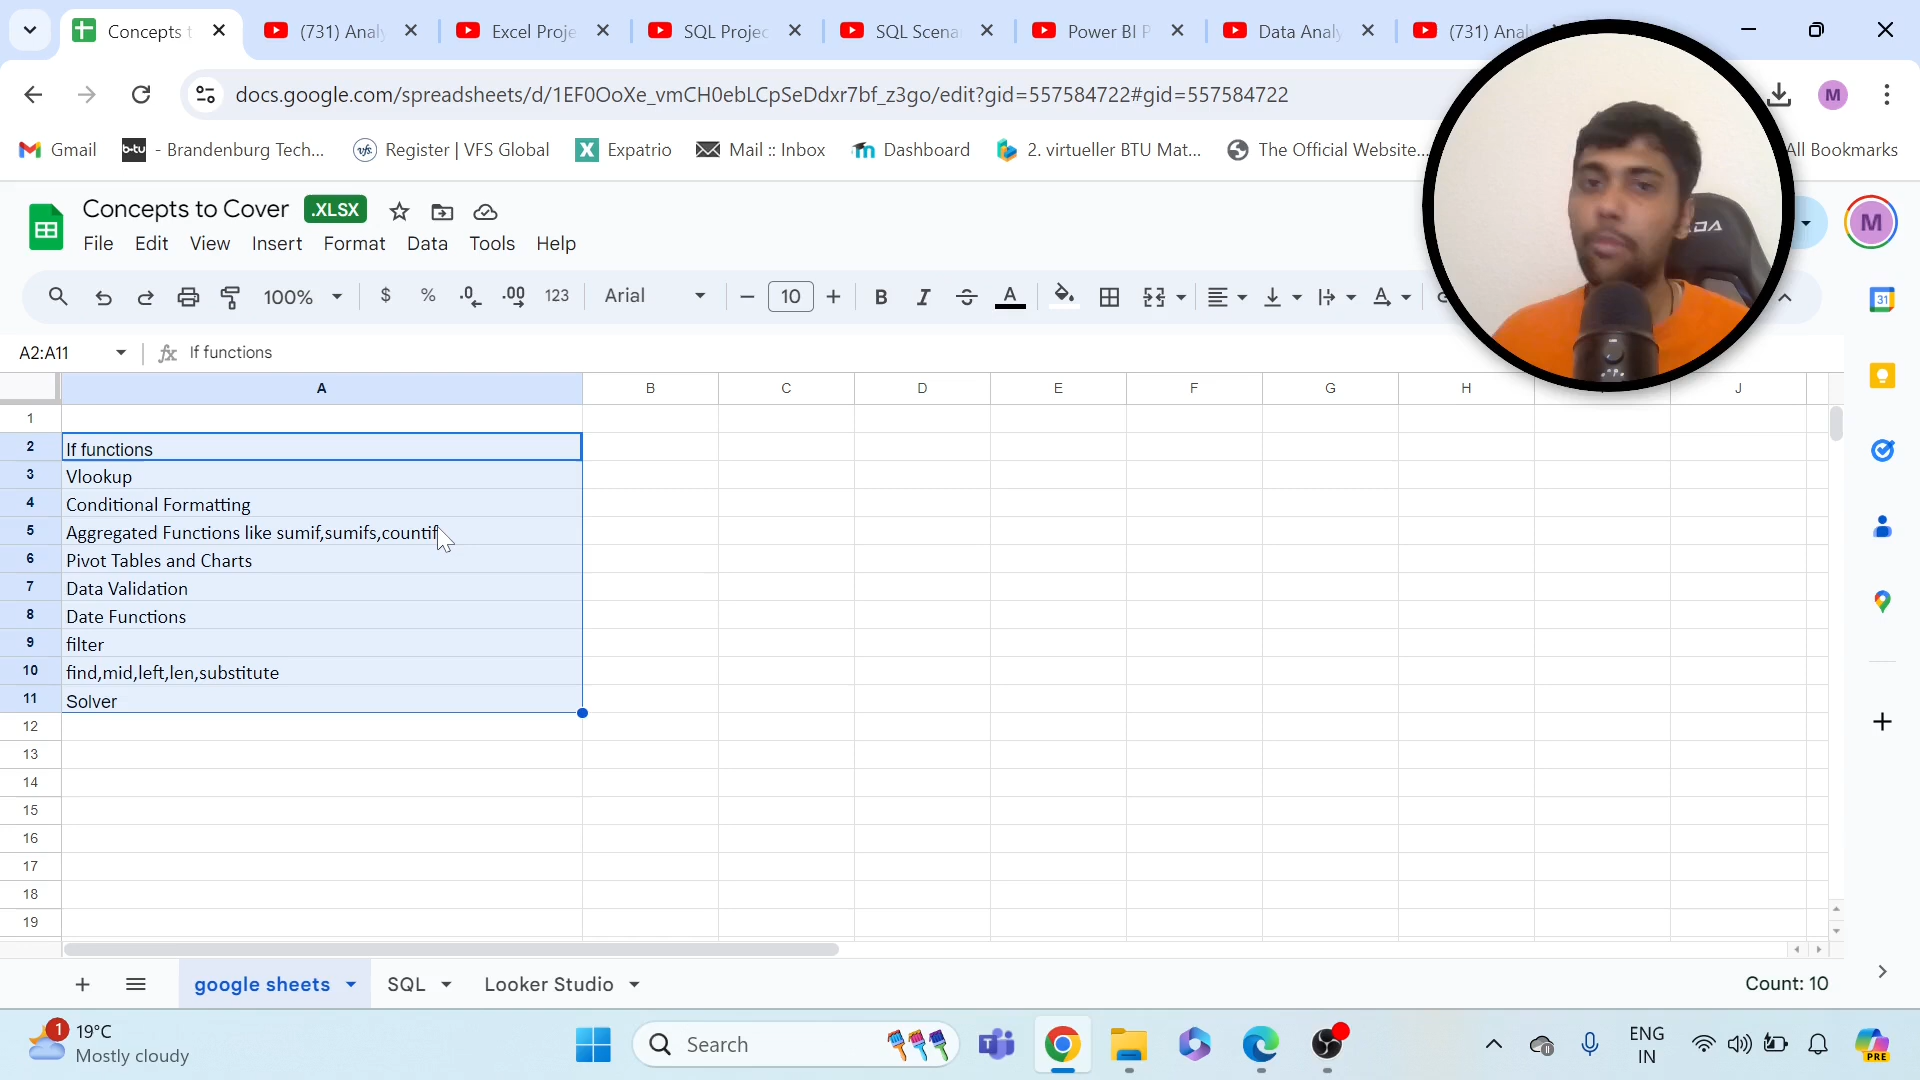 Concepts t
(731) Analy
Excel Proje
SQL Projec
SQL Scena
Power BI P
Data Analy
(731) Anal
docs.google.com/spreadsheets/d/1EF0OoXe_vmCH0ebLCpSeDdxr7bf_z3go/edit?gid=557584722#gid=557584722
M
Gmail
b-tu - Brandenburg Tech...
vfs Register | VFS Global
Expatrio
Mail :: Inbox
Dashboard
2. virtueller BTU Mat...
The Official Website...
All Bookmarks
Concepts to Cover .XLSX
File Edit View Insert Format Data Tools Help
M
100% $ % .0 .00 123 Arial 10 B I A
31
A2:A11 fx If functions
A B C D E F G H J
1
2 If functions
3 Vlookup
4 Conditional Formatting
5 Aggregated Functions like sumif,sumifs,countif
6 Pivot Tables and Charts
7 Data Validation
8 Date Functions
9 filter
10 find,mid,left,len,substitute
11 Solver
12
13
14
15
16
17
18
19
google sheets SQL Looker Studio Count: 10
1 19°C
Mostly cloudy
Search
ENG
IN
PRE